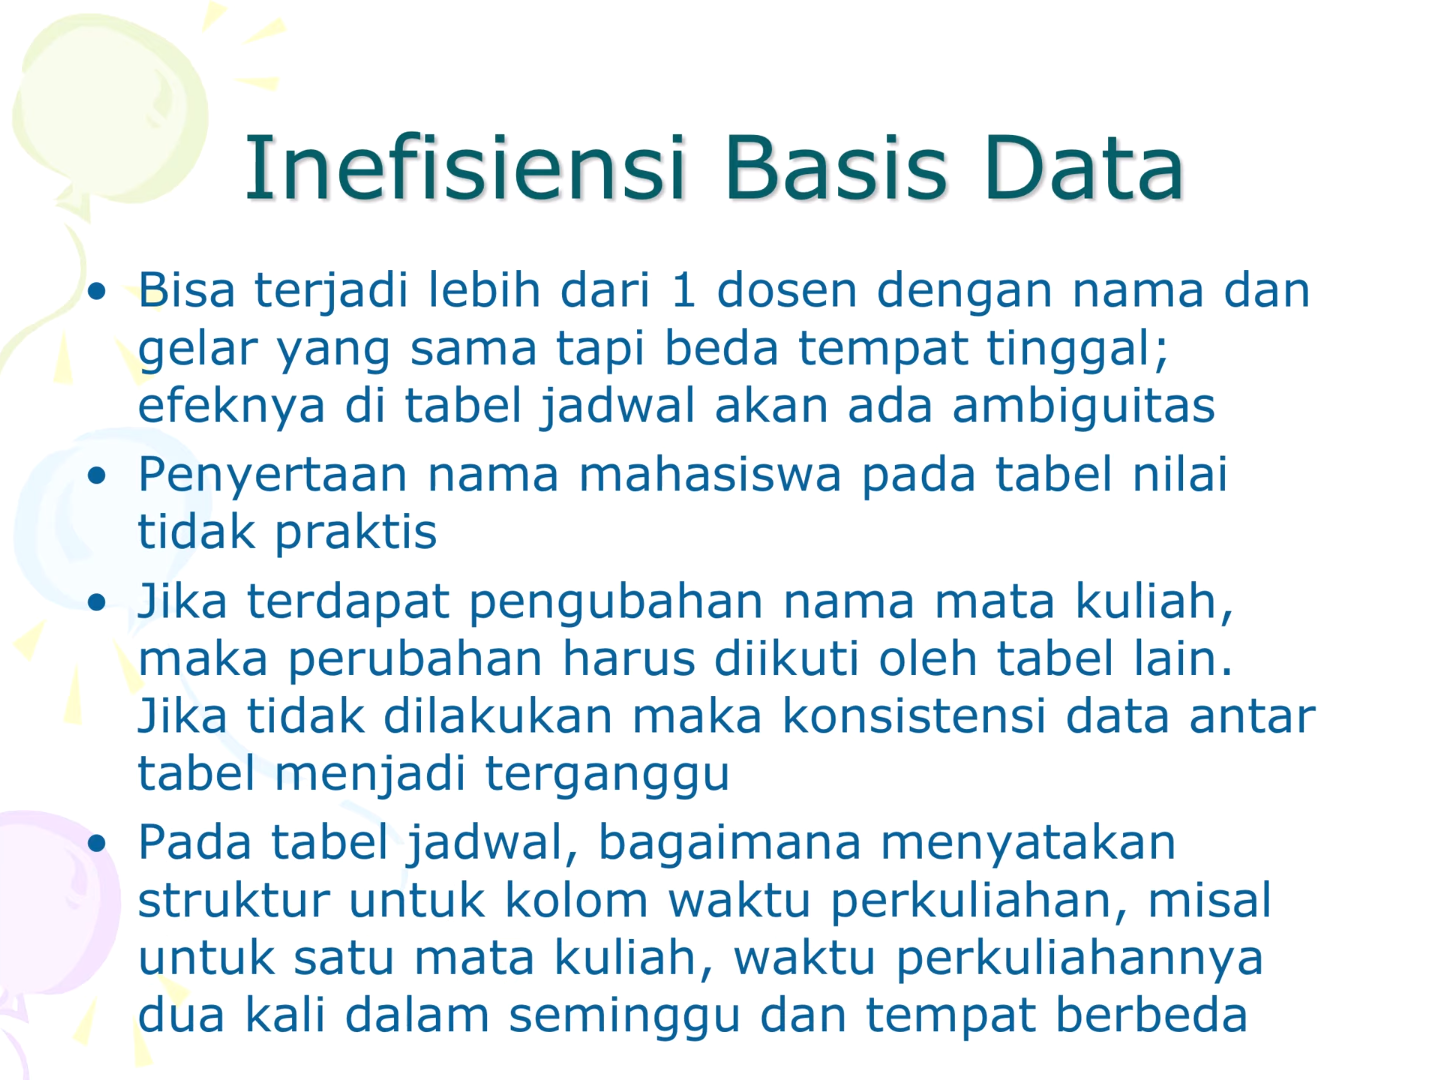 Inefisiensi Basis Data
• Bisa terjadi lebih dari 1 dosen dengan nama dan
gelar yang sama tapi beda tempat tinggal;
efeknya di tabel jadwal akan ada ambiguitas
• Penyertaan nama mahasiswa pada tabel nilai
tidak praktis
• Jika terdapat pengubahan nama mata kuliah,
maka perubahan harus diikuti oleh tabel lain.
Jika tidak dilakukan maka konsistensi data antar
tabel menjadi terganggu
• Pada tabel jadwal, bagaimana menyatakan
struktur untuk kolom waktu perkuliahan, misal
untuk satu mata kuliah, waktu perkuliahannya
dua kali dalam seminggu dan tempat berbeda